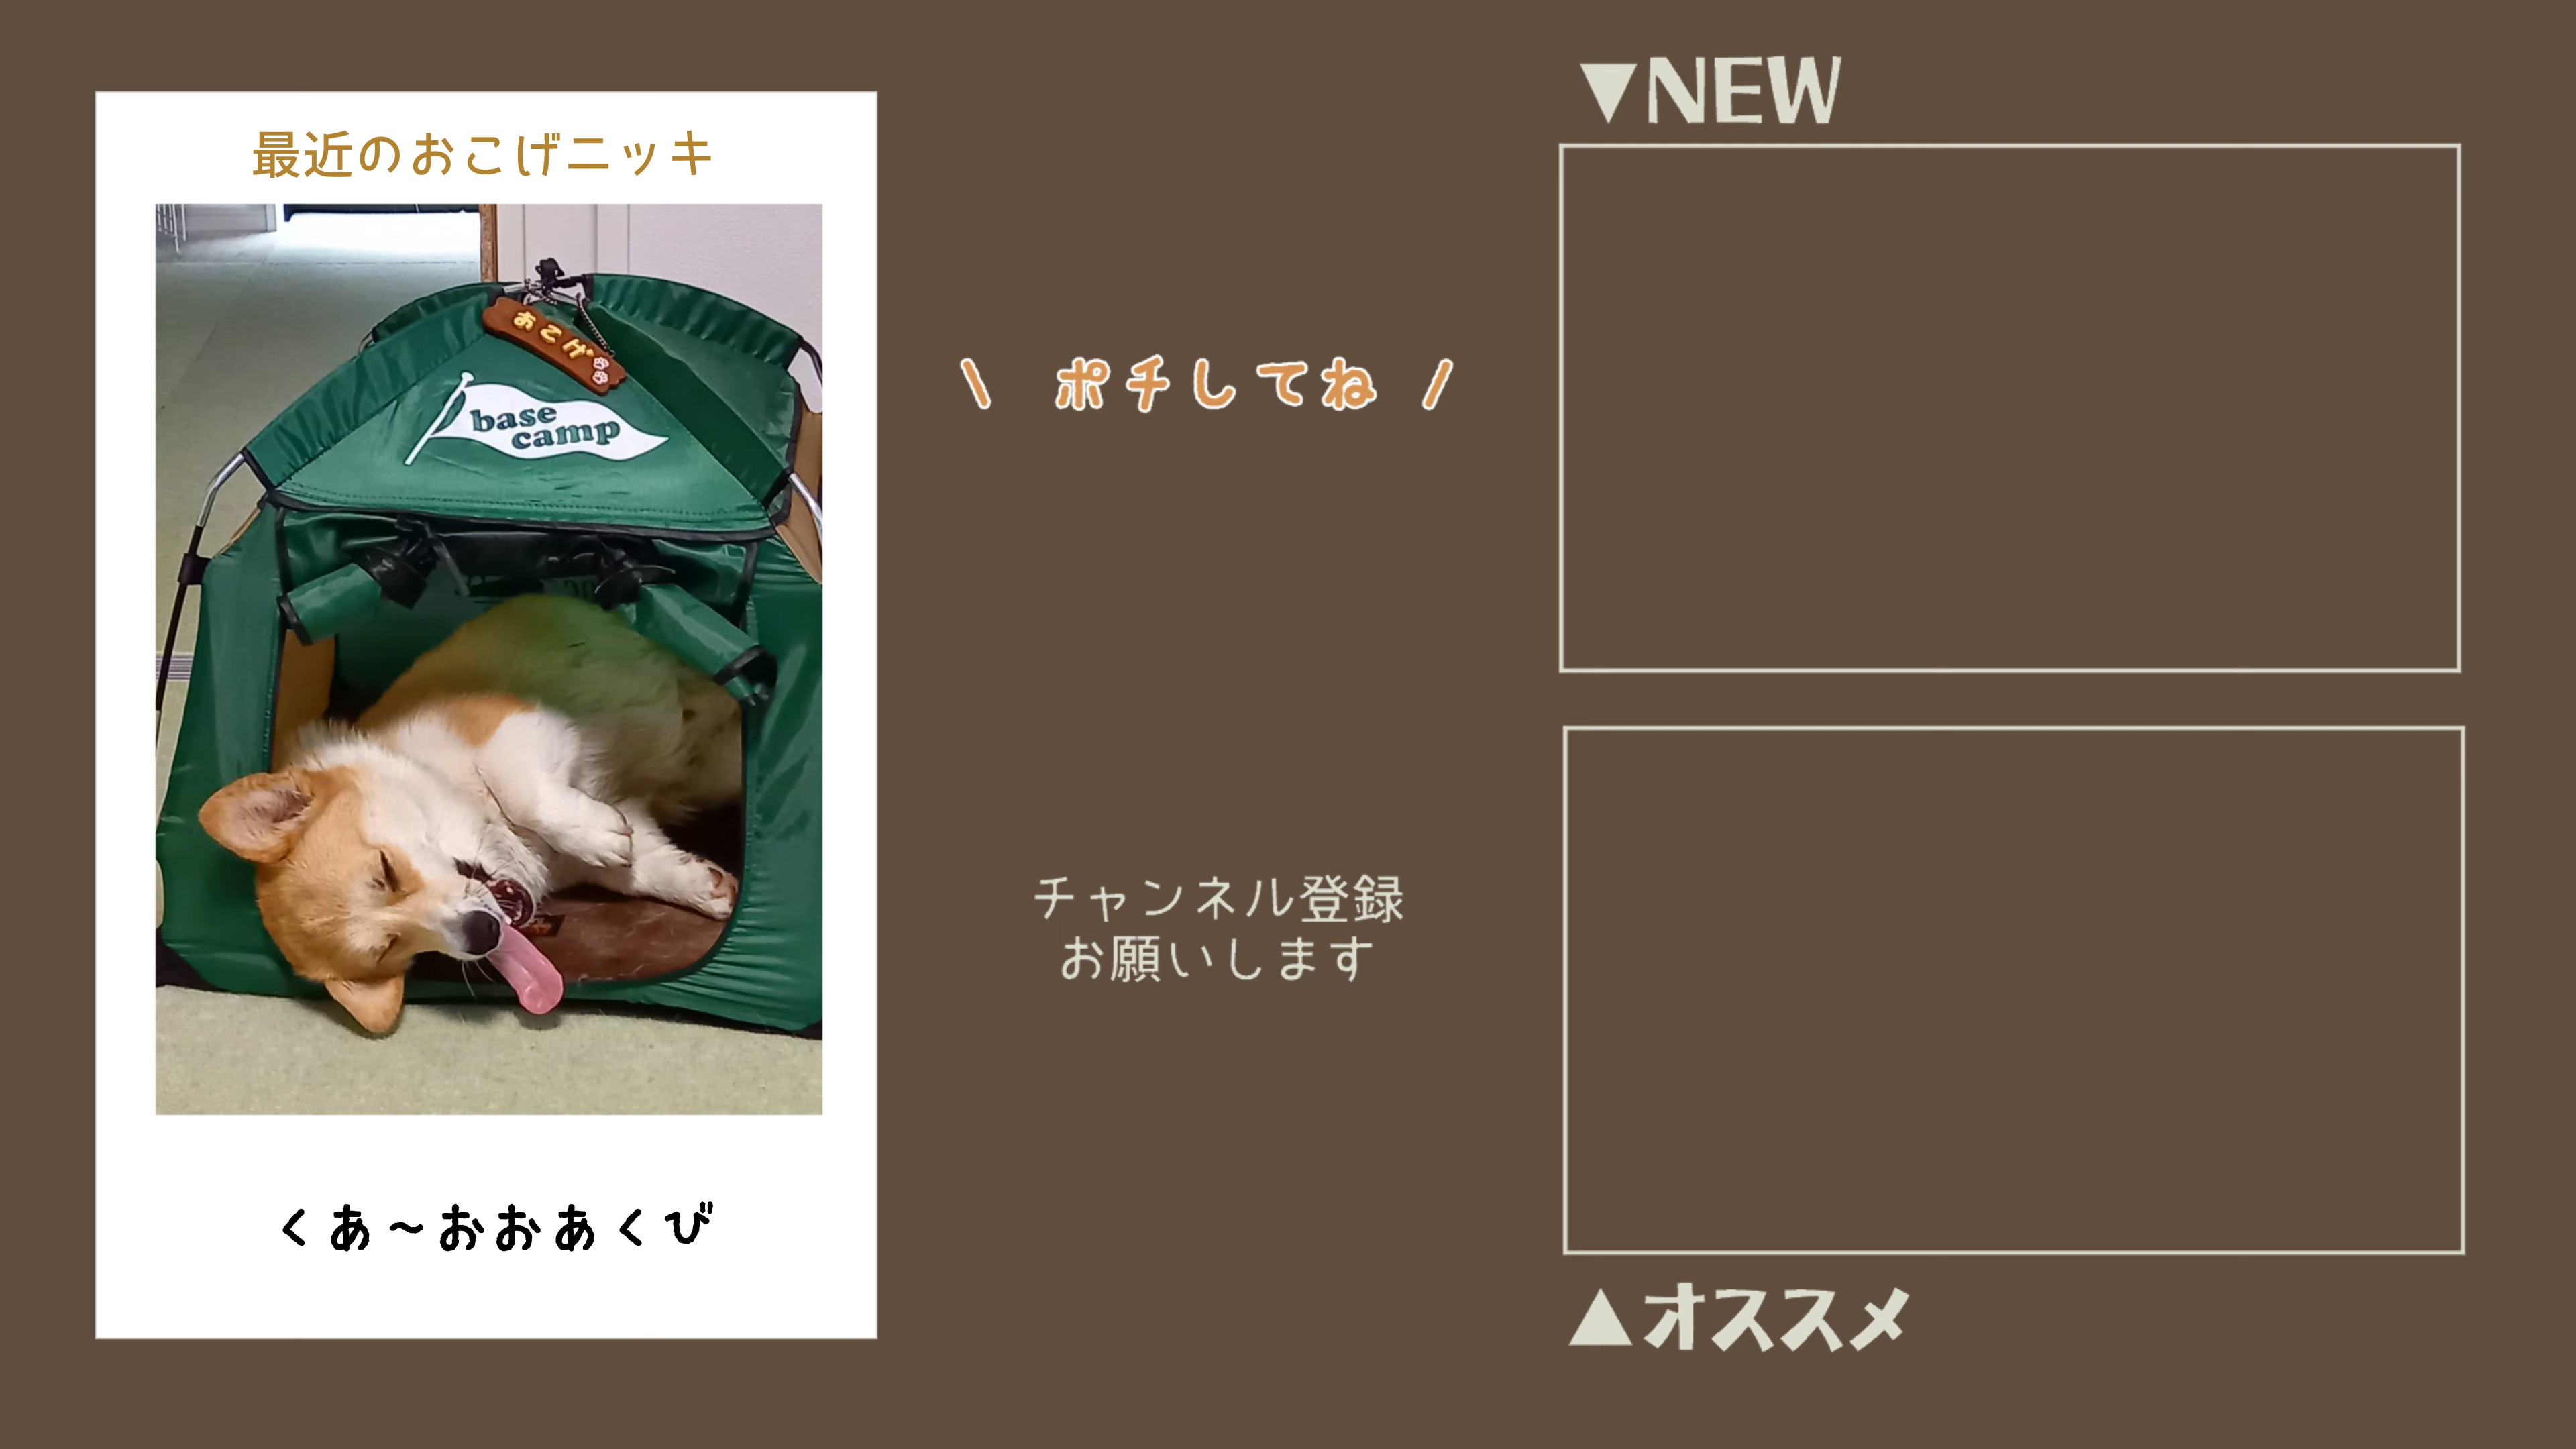 最近のおこげニッキ
おこげ
base
camp
くあ～おおあくび
\ ポチしてね /
チャンネル登録
お願いします
▼NEW
▲オススメ